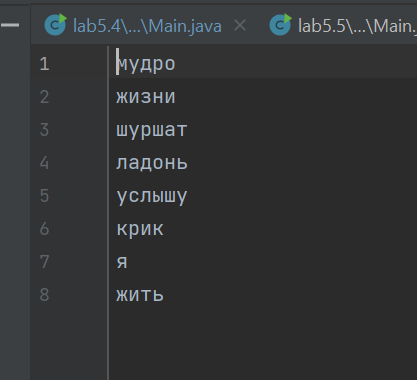 lab5.4\...\Main.java lab5.5\...\Main.
1 мудро
2 жизни
3 шуршат
4 ладонь
5 услышу
6 крик
7 я
8 жить